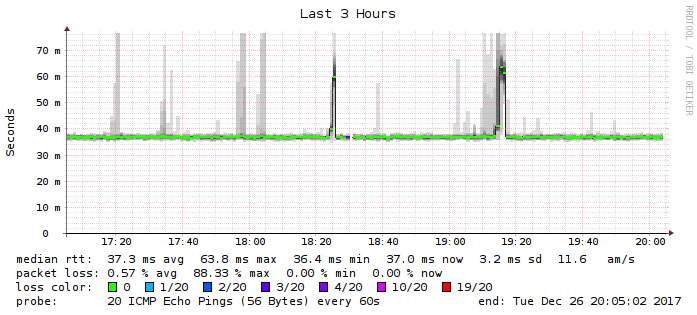 Last 3 Hours
RRDTOOL / TOBI OETIKER
Seconds
70 m
60 m
50 m
40 m
30 m
20 m
10 m
0
17:20 17:40 18:00 18:20 18:40 19:00 19:20 19:40 20:00
median rtt: 37.3 ms avg 63.8 ms max 36.4 ms min 37.0 ms now 3.2 ms sd 11.6 am/s
packet loss: 0.57 % avg 88.33 % max 0.00 % min 0.00 % now
loss color: 0 1/20 2/20 3/20 4/20 10/20 19/20
probe: 20 ICMP Echo Pings (56 Bytes) every 60s end: Tue Dec 26 20:05:02 2017